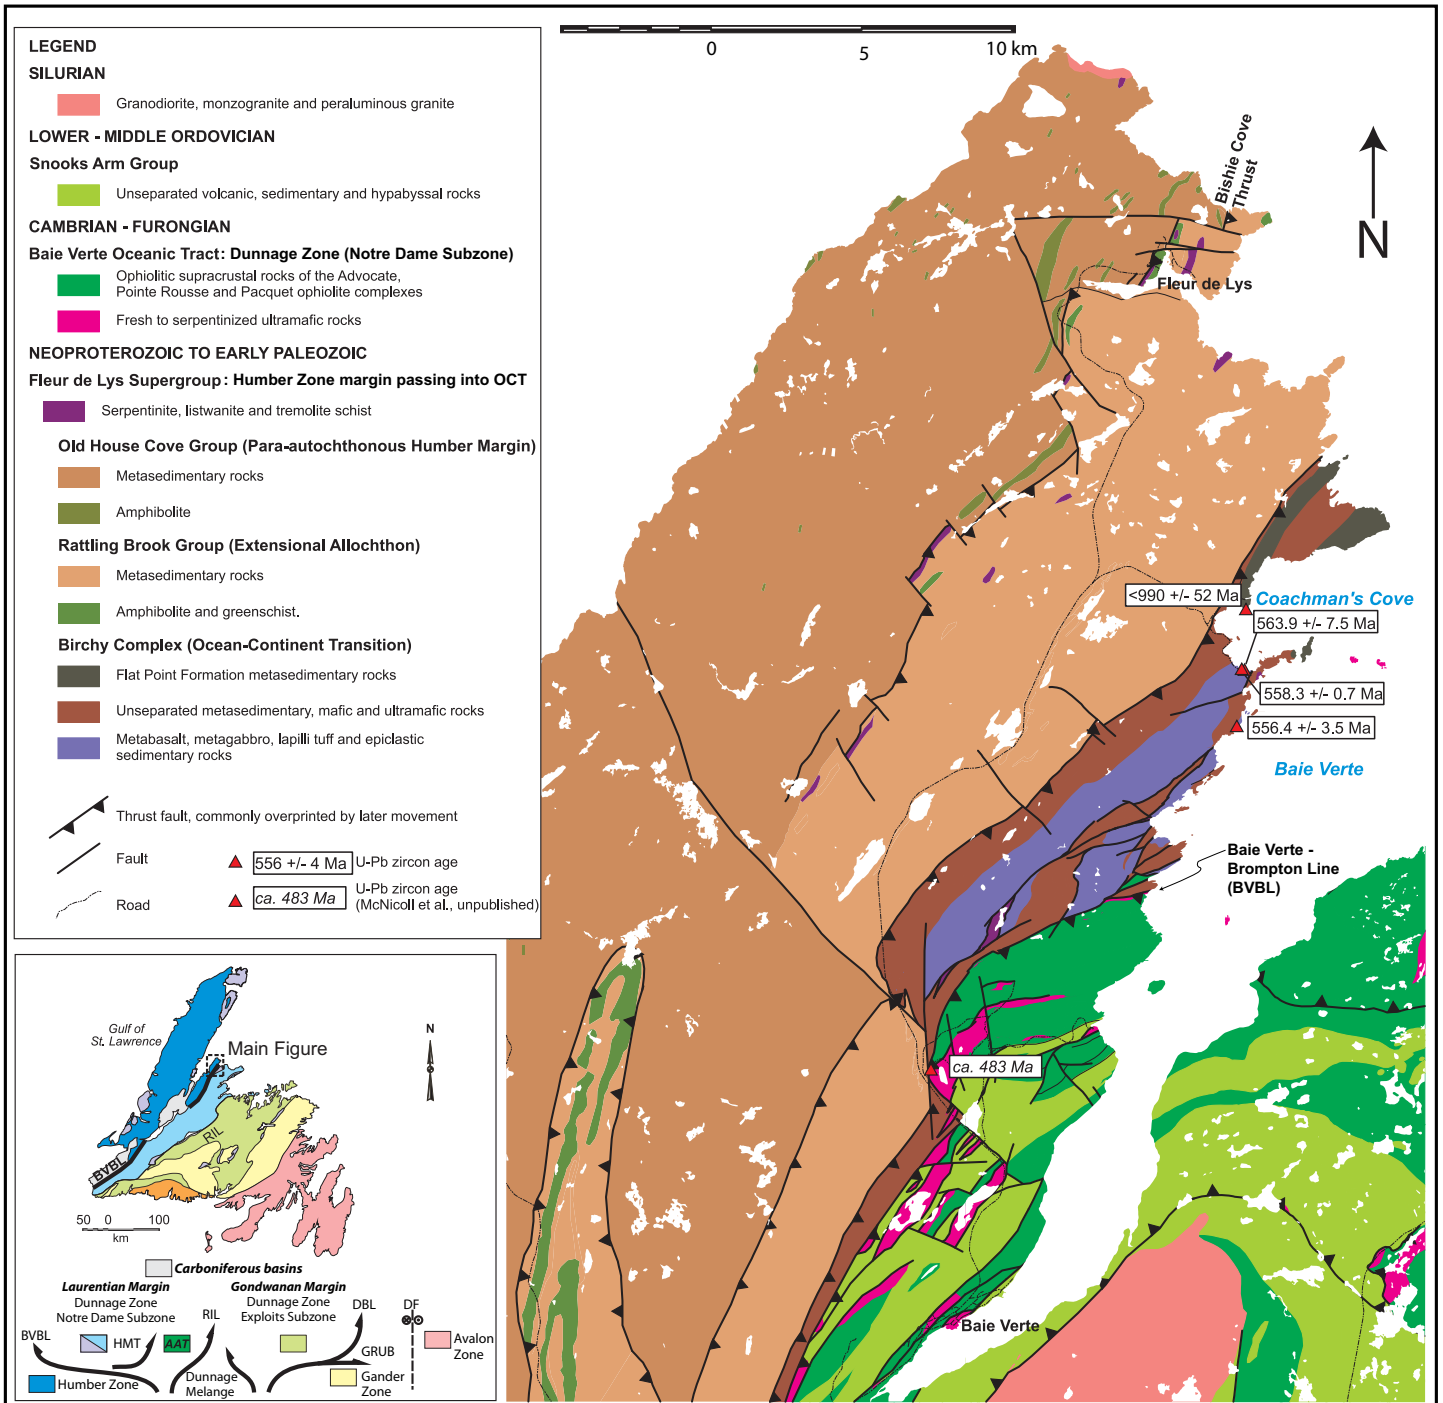 LEGEND
SILURIAN
Granodiorite, monzogranite and peraluminous granite
LOWER - MIDDLE ORDOVICIAN
Snooks Arm Group
Unseparated volcanic, sedimentary and hypabyssal rocks
CAMBRIAN - FURONGIAN
Baie Verte Oceanic Tract: Dunnage Zone (Notre Dame Subzone)
Ophiolitic supracrustal rocks of the Advocate,
Pointe Rousse and Pacquet ophiolite complexes
Fresh to serpentinized ultramafic rocks
NEOPROTEROZOIC TO EARLY PALEOZOIC
Fleur de Lys Supergroup: Humber Zone margin passing into OCT
Serpentinite, listwanite and tremolite schist
Old House Cove Group (Para-autochthonous Humber Margin)
Metasedimentary rocks
Amphibolite
Rattling Brook Group (Extensional Allochthon)
Metasedimentary rocks
Amphibolite and greenschist.
Birchy Complex (Ocean-Continent Transition)
Flat Point Formation metasedimentary rocks
Unseparated metasedimentary, mafic and ultramafic rocks
Metabasalt, metagabbro, lapilli tuff and epiclastic
sedimentary rocks
Thrust fault, commonly overprinted by later movement
Fault
556 +/- 4 Ma
U-Pb zircon age
Road
ca. 483 Ma
U-Pb zircon age
(McNicoll et al., unpublished)
0
5
10 km
N
Bishie Cove
Thrust
Fleur de Lys
<990 +/- 52 Ma
Coachman's Cove
563.9 +/- 7.5 Ma
558.3 +/- 0.7 Ma
556.4 +/- 3.5 Ma
Baie Verte
Baie Verte -
Brompton Line
(BVBL)
ca. 483 Ma
Baie Verte
Gulf of
St. Lawrence
N
Main Figure
RIL
BVBL
50 0 100
km
Carboniferous basins
Laurentian Margin
Dunnage Zone
Notre Dame Subzone
Gondwanan Margin
Dunnage Zone
Exploits Subzone
BVBL
HMT
AAT
RIL
DBL
DF
GRUB
Avalon
Zone
Humber Zone
Dunnage
Melange
Gander
Zone